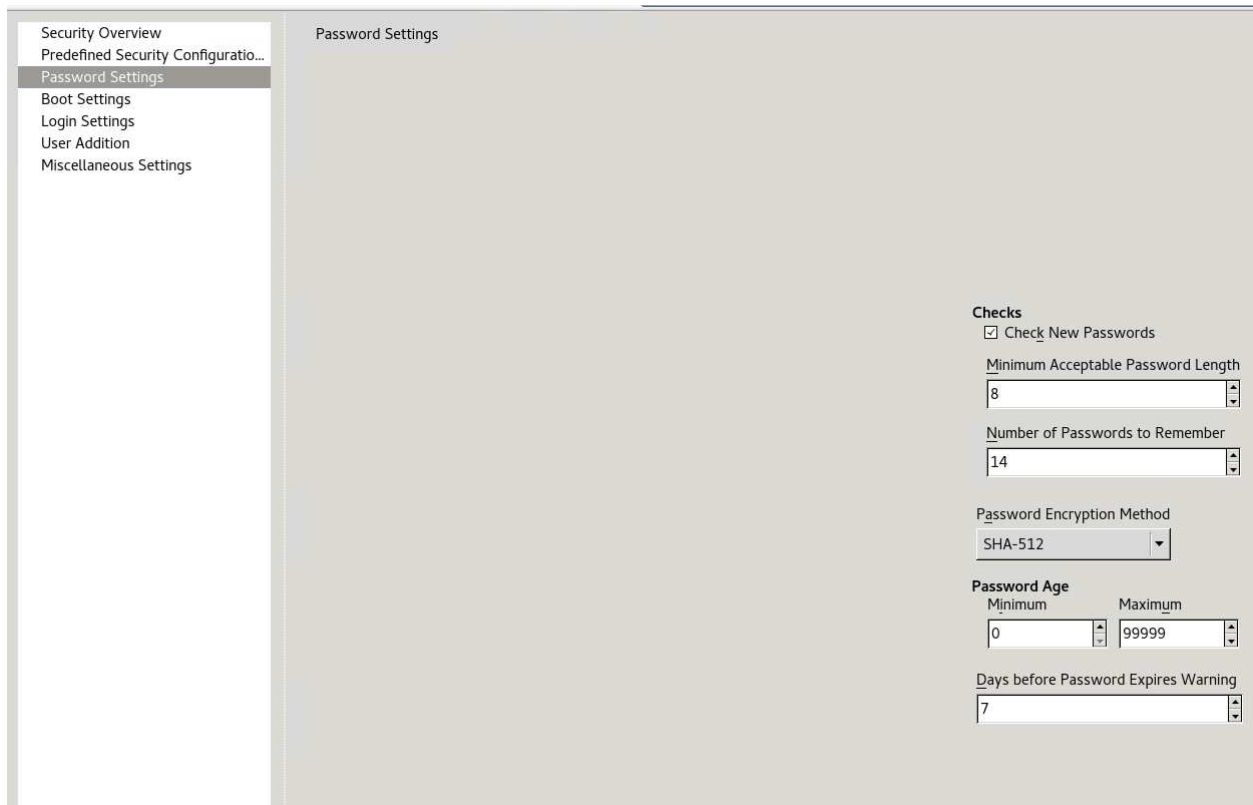 Security Overview
Predefined Security Configuratio...
Password Settings
Boot Settings
Login Settings
User Addition
Miscellaneous Settings
Password Settings
Checks
Check New Passwords
Minimum Acceptable Password Length
8
Number of Passwords to Remember
14
Password Encryption Method
SHA-512
Password Age
Minimum Maximum
0 99999
Days before Password Expires Warning
7